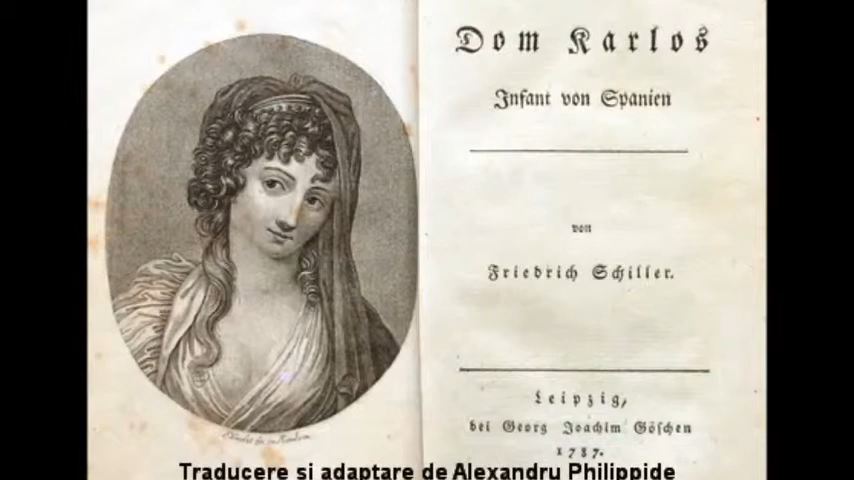 Dom Karlos
Infant von Spanien
von
Friedrich Schiller.
Leipzig,
bei Georg Joachim Göschen
1787.
Traducere si adaptare de Alexandru Philippide